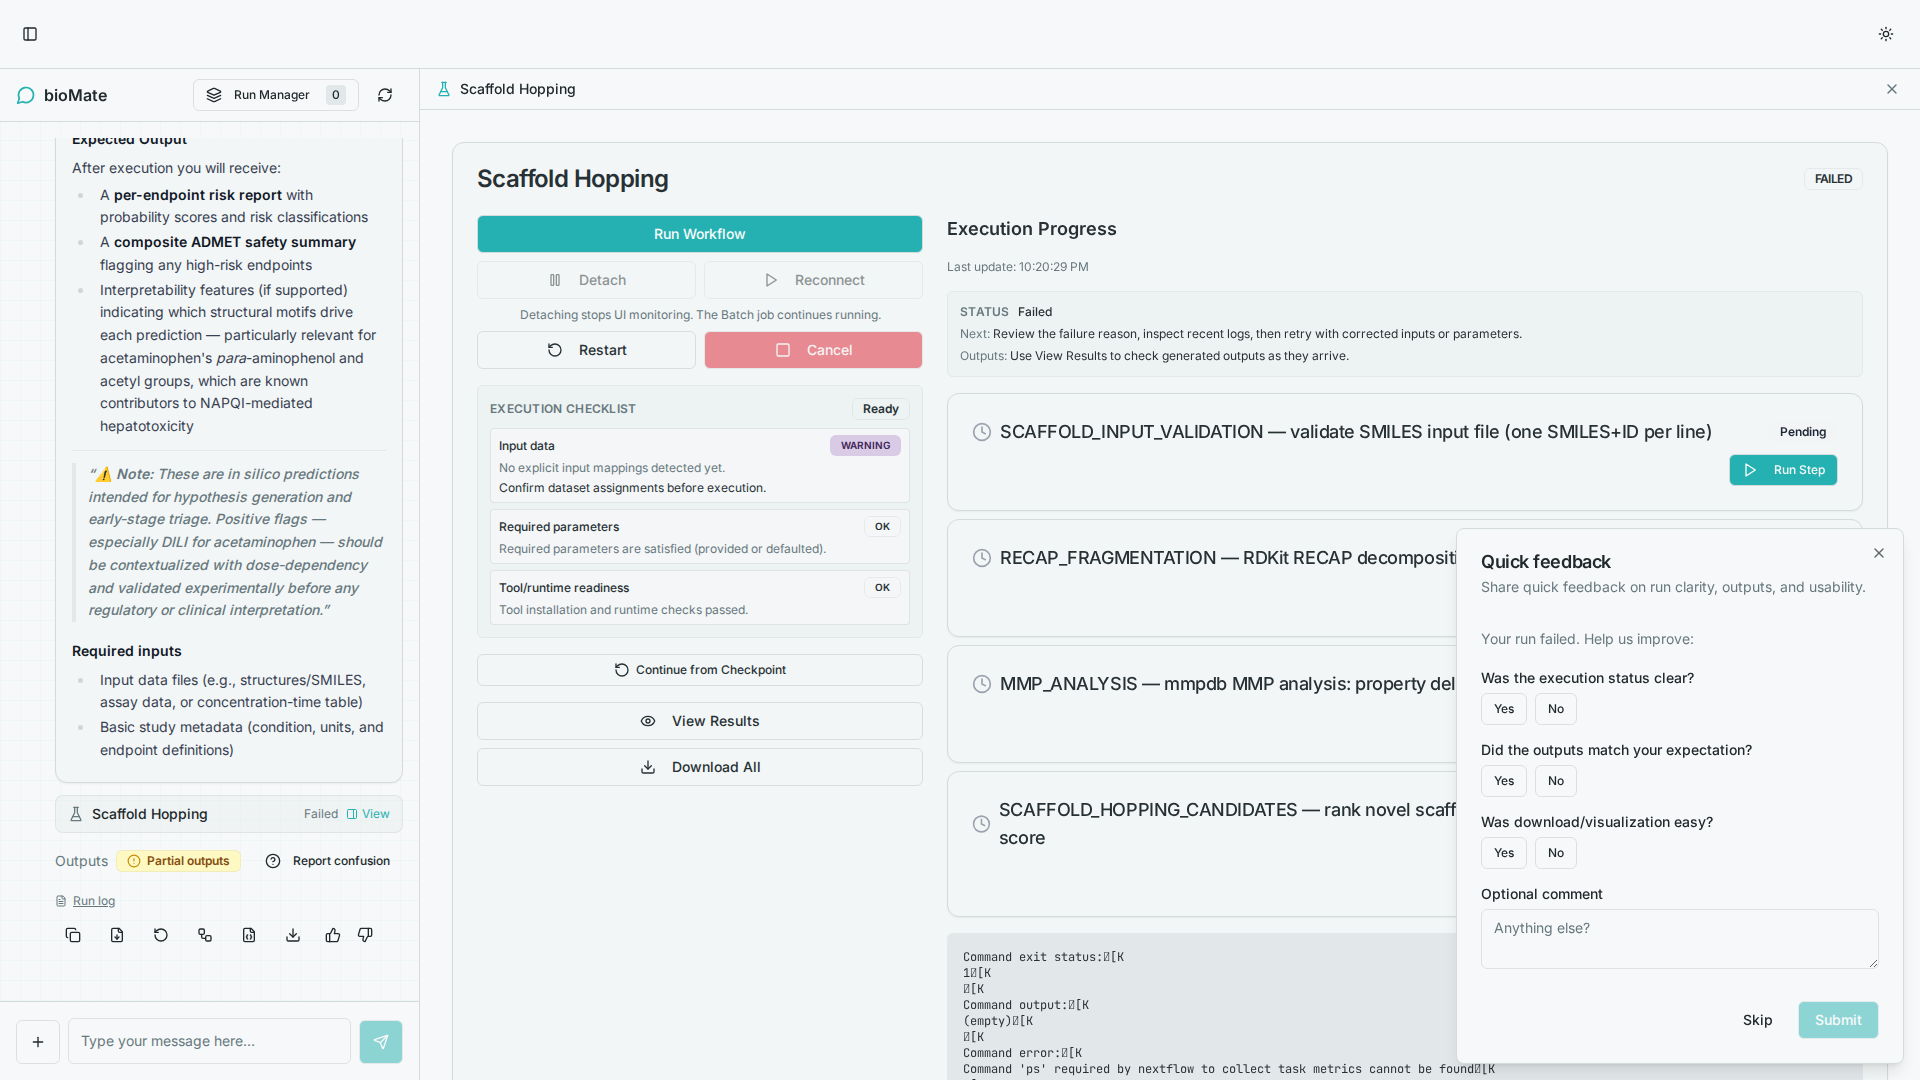 bioMate
Run Manager 0
Expected Output
After execution you will receive:
A per-endpoint risk report with
probability scores and risk classifications
A composite ADMET safety summary
flagging any high-risk endpoints
Interpretability features (if supported)
indicating which structural motifs drive
each prediction — particularly relevant for
acetaminophen's para-aminophenol and
acetyl groups, which are known
contributors to NAPQI-mediated
hepatotoxicity
“⚠️ Note: These are in silico predictions
intended for hypothesis generation and
early-stage triage. Positive flags —
especially DILI for acetaminophen — should
be contextualized with dose-dependency
and validated experimentally before any
regulatory or clinical interpretation.”
Required inputs
Input data files (e.g., structures/SMILES,
assay data, or concentration-time table)
Basic study metadata (condition, units, and
endpoint definitions)
Scaffold Hopping Failed View
Outputs Partial outputs Report confusion
Run log
Type your message here...
Scaffold Hopping
Scaffold Hopping
FAILED
Run Workflow
Detach Reconnect
Detaching stops UI monitoring. The Batch job continues running.
Restart Cancel
EXECUTION CHECKLIST Ready
Input data WARNING
No explicit input mappings detected yet.
Confirm dataset assignments before execution.
Required parameters OK
Required parameters are satisfied (provided or defaulted).
Tool/runtime readiness OK
Tool installation and runtime checks passed.
Continue from Checkpoint
View Results
Download All
Execution Progress
Last update: 10:20:29 PM
STATUS Failed
Next: Review the failure reason, inspect recent logs, then retry with corrected inputs or parameters.
Outputs: Use View Results to check generated outputs as they arrive.
SCAFFOLD_INPUT_VALIDATION — validate SMILES input file (one SMILES+ID per line) Pending
Run Step
RECAP_FRAGMENTATION — RDKit RECAP decompositi
MMP_ANALYSIS — mmpdb MMP analysis: property del
SCAFFOLD_HOPPING_CANDIDATES — rank novel scaff
score
Command exit status:[K
1[K
[K
Command output:[K
(empty)[K
[K
Command error:[K
Command 'ps' required by nextflow to collect task metrics cannot be found[K
Quick feedback
Share quick feedback on run clarity, outputs, and usability.
Your run failed. Help us improve:
Was the execution status clear?
Yes No
Did the outputs match your expectation?
Yes No
Was download/visualization easy?
Yes No
Optional comment
Anything else?
Skip Submit